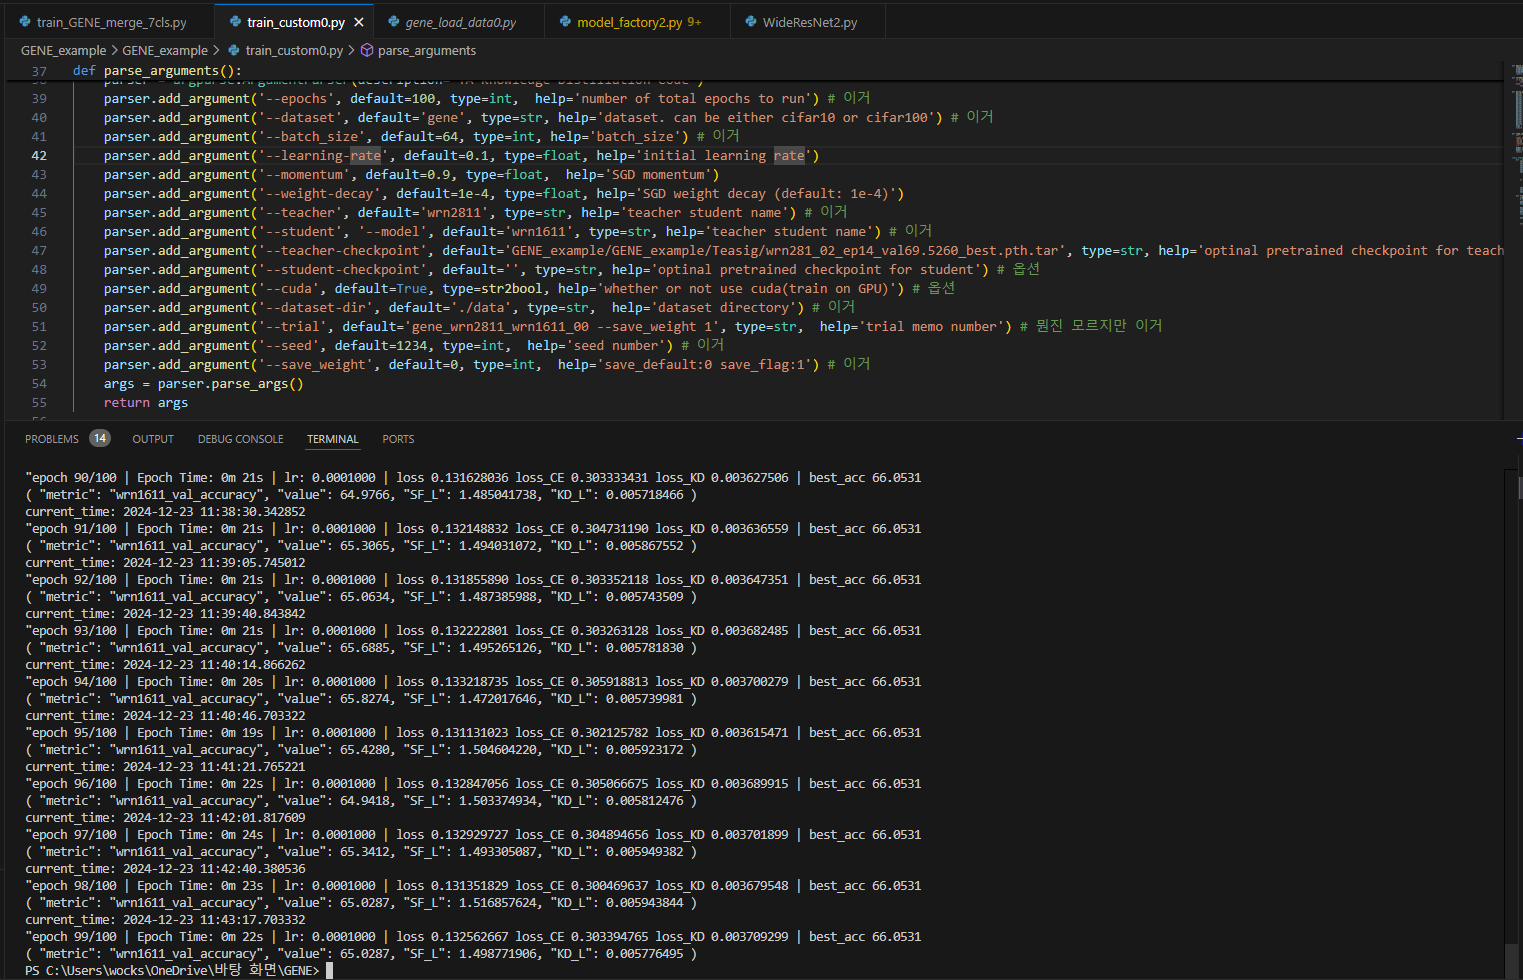 train_GENE_merge_7cls.py
train_custom0.py
gene_load_data0.py
model_factory2.py 9+
WideResNet2.py
GENE_example > GENE_example > train_custom0.py > parse_arguments
37 def parse_arguments():
39 parser.add_argument('--epochs', default=100, type=int,  help='number of total epochs to run') # 이거
40 parser.add_argument('--dataset', default='gene', type=str, help='dataset. can be either cifar10 or cifar100') # 이거
41 parser.add_argument('--batch_size', default=64, type=int, help='batch_size') # 이거
42 parser.add_argument('--learning-rate', default=0.1, type=float, help='initial learning rate')
43 parser.add_argument('--momentum', default=0.9, type=float,  help='SGD momentum')
44 parser.add_argument('--weight-decay', default=1e-4, type=float, help='SGD weight decay (default: 1e-4)')
45 parser.add_argument('--teacher', default='wrn2811', type=str, help='teacher student name') # 이거
46 parser.add_argument('--student', '--model', default='wrn1611', type=str, help='teacher student name') # 이거
47 parser.add_argument('--teacher-checkpoint', default='GENE_example/GENE_example/Teasig/wrn281_02_ep14_val69.5260_best.pth.tar', type=str, help='optinal pretrained checkpoint for teach
48 parser.add_argument('--student-checkpoint', default='', type=str, help='optinal pretrained checkpoint for student') # 옵션
49 parser.add_argument('--cuda', default=True, type=str2bool, help='whether or not use cuda(train on GPU)') # 옵션
50 parser.add_argument('--dataset-dir', default='./data', type=str,  help='dataset directory') # 이거
51 parser.add_argument('--trial', default='gene_wrn2811_wrn1611_00 --save_weight 1', type=str,  help='trial memo number') # 뭔진 모르지만 이거
52 parser.add_argument('--seed', default=1234, type=int,  help='seed number') # 이거
53 parser.add_argument('--save_weight', default=0, type=int,  help='save_default:0 save_flag:1') # 이거
54 args = parser.parse_args()
55 return args
PROBLEMS 14 OUTPUT DEBUG CONSOLE TERMINAL PORTS
"epoch 90/100 | Epoch Time: 0m 21s | lr: 0.0001000 | loss 0.131628036 loss_CE 0.303333431 loss_KD 0.003627506 | best_acc 66.0531
( "metric": "wrn1611_val_accuracy", "value": 64.9766, "SF_L": 1.485041738, "KD_L": 0.005718466 )
current_time: 2024-12-23 11:38:30.342852
"epoch 91/100 | Epoch Time: 0m 21s | lr: 0.0001000 | loss 0.132148832 loss_CE 0.304731190 loss_KD 0.003636559 | best_acc 66.0531
( "metric": "wrn1611_val_accuracy", "value": 65.3065, "SF_L": 1.494031072, "KD_L": 0.005867552 )
current_time: 2024-12-23 11:39:05.745012
"epoch 92/100 | Epoch Time: 0m 21s | lr: 0.0001000 | loss 0.131855890 loss_CE 0.303352118 loss_KD 0.003647351 | best_acc 66.0531
( "metric": "wrn1611_val_accuracy", "value": 65.0634, "SF_L": 1.487385988, "KD_L": 0.005743509 )
current_time: 2024-12-23 11:39:40.843842
"epoch 93/100 | Epoch Time: 0m 21s | lr: 0.0001000 | loss 0.132222801 loss_CE 0.303263128 loss_KD 0.003682485 | best_acc 66.0531
( "metric": "wrn1611_val_accuracy", "value": 65.6885, "SF_L": 1.495265126, "KD_L": 0.005781830 )
current_time: 2024-12-23 11:40:14.866262
"epoch 94/100 | Epoch Time: 0m 20s | lr: 0.0001000 | loss 0.133218735 loss_CE 0.305918813 loss_KD 0.003700279 | best_acc 66.0531
( "metric": "wrn1611_val_accuracy", "value": 65.8274, "SF_L": 1.472017646, "KD_L": 0.005739981 )
current_time: 2024-12-23 11:40:46.703322
"epoch 95/100 | Epoch Time: 0m 19s | lr: 0.0001000 | loss 0.131131023 loss_CE 0.302125782 loss_KD 0.003615471 | best_acc 66.0531
( "metric": "wrn1611_val_accuracy", "value": 65.4280, "SF_L": 1.504604220, "KD_L": 0.005923172 )
current_time: 2024-12-23 11:41:21.765221
"epoch 96/100 | Epoch Time: 0m 22s | lr: 0.0001000 | loss 0.132847056 loss_CE 0.305066675 loss_KD 0.003689915 | best_acc 66.0531
( "metric": "wrn1611_val_accuracy", "value": 64.9418, "SF_L": 1.503374934, "KD_L": 0.005812476 )
current_time: 2024-12-23 11:42:01.817609
"epoch 97/100 | Epoch Time: 0m 24s | lr: 0.0001000 | loss 0.132929727 loss_CE 0.304894656 loss_KD 0.003701899 | best_acc 66.0531
( "metric": "wrn1611_val_accuracy", "value": 65.3412, "SF_L": 1.493305087, "KD_L": 0.005949382 )
current_time: 2024-12-23 11:42:40.380536
"epoch 98/100 | Epoch Time: 0m 23s | lr: 0.0001000 | loss 0.131351829 loss_CE 0.300469637 loss_KD 0.003679548 | best_acc 66.0531
( "metric": "wrn1611_val_accuracy", "value": 65.0287, "SF_L": 1.516857624, "KD_L": 0.005943844 )
current_time: 2024-12-23 11:43:17.703332
"epoch 99/100 | Epoch Time: 0m 22s | lr: 0.0001000 | loss 0.132562667 loss_CE 0.303394765 loss_KD 0.003709299 | best_acc 66.0531
( "metric": "wrn1611_val_accuracy", "value": 65.0287, "SF_L": 1.498771906, "KD_L": 0.005776495 )
PS C:\Users\wocks\OneDrive\바탕 화면\GENE>